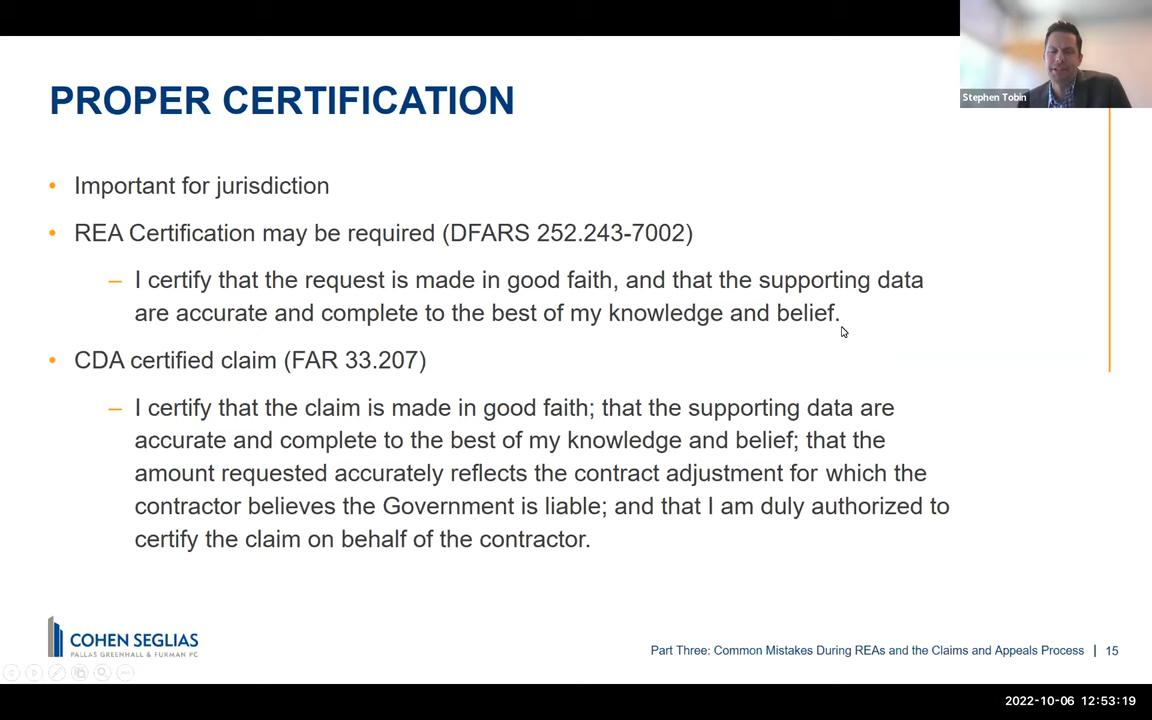 PROPER CERTIFICATION
Stephen Tobin
• Important for jurisdiction
• REA Certification may be required (DFARS 252.243-7002)
– I certify that the request is made in good faith, and that the supporting data
are accurate and complete to the best of my knowledge and belief.
• CDA certified claim (FAR 33.207)
– I certify that the claim is made in good faith; that the supporting data are
accurate and complete to the best of my knowledge and belief; that the
amount requested accurately reflects the contract adjustment for which the
contractor believes the Government is liable; and that I am duly authorized to
certify the claim on behalf of the contractor.
COHEN SEGLIAS
PALLAS GREENHALL & FURMAN PC
Part Three: Common Mistakes During REAs and the Claims and Appeals Process | 15
2022-10-06 12:53:19